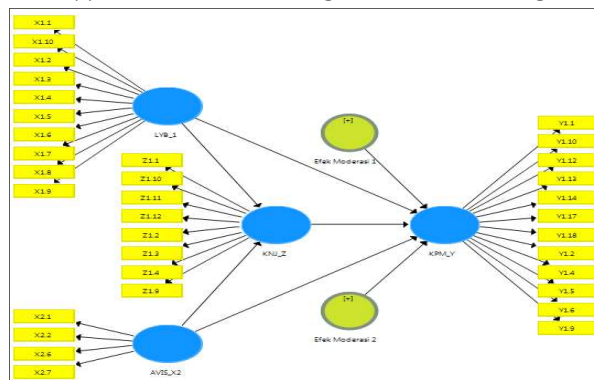 X1.1
X1.10
X1.2
X1.3
X1.4
X1.5
X1.6
X1.7
X1.8
X1.9
LYB_1
[+]
Efek Moderasi 1
Z1.1
Z1.10
Z1.11
Z1.12
Z1.2
Z1.3
Z1.4
Z1.9
KNJ_Z
KPM_Y
Y1.1
Y1.10
Y1.12
Y1.13
Y1.14
Y1.17
Y1.18
Y1.2
Y1.4
Y1.5
Y1.6
Y1.9
X2.1
X2.2
X2.6
X2.7
AVIS_X2
[+]
Efek Moderasi 2